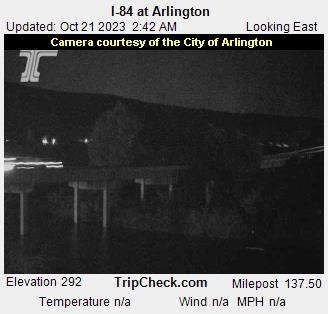 I-84 at Arlington
Updated: Oct 21 2023 2:42 AM Looking East
Camera courtesy of the City of Arlington
Elevation 292 TripCheck.com Milepost 137.50
Temperature n/a Wind n/a MPH n/a